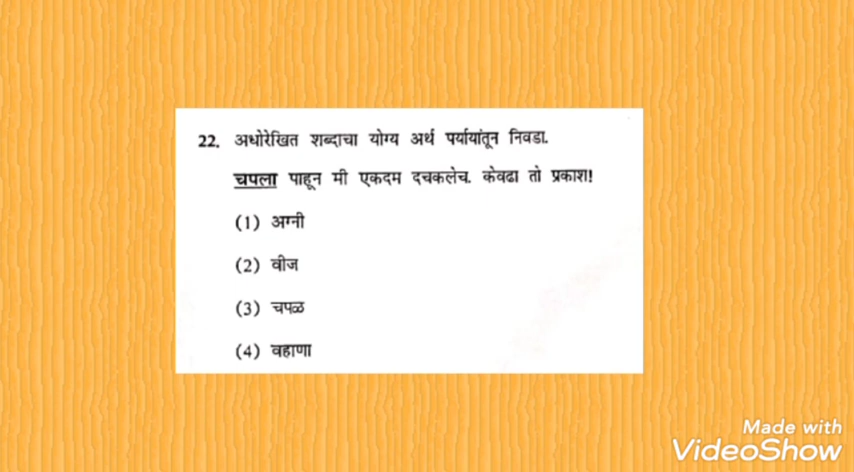 22. अधोरेखित शब्दाचा योग्य अर्थ पर्यायांतून निवडा.
चपला पाहून मी एकदम दचकलेच. केवढा तो प्रकाश!
(1) अग्नी
(2) वीज
(3) चपळ
(4) वहाणा
Made with
VideoShow